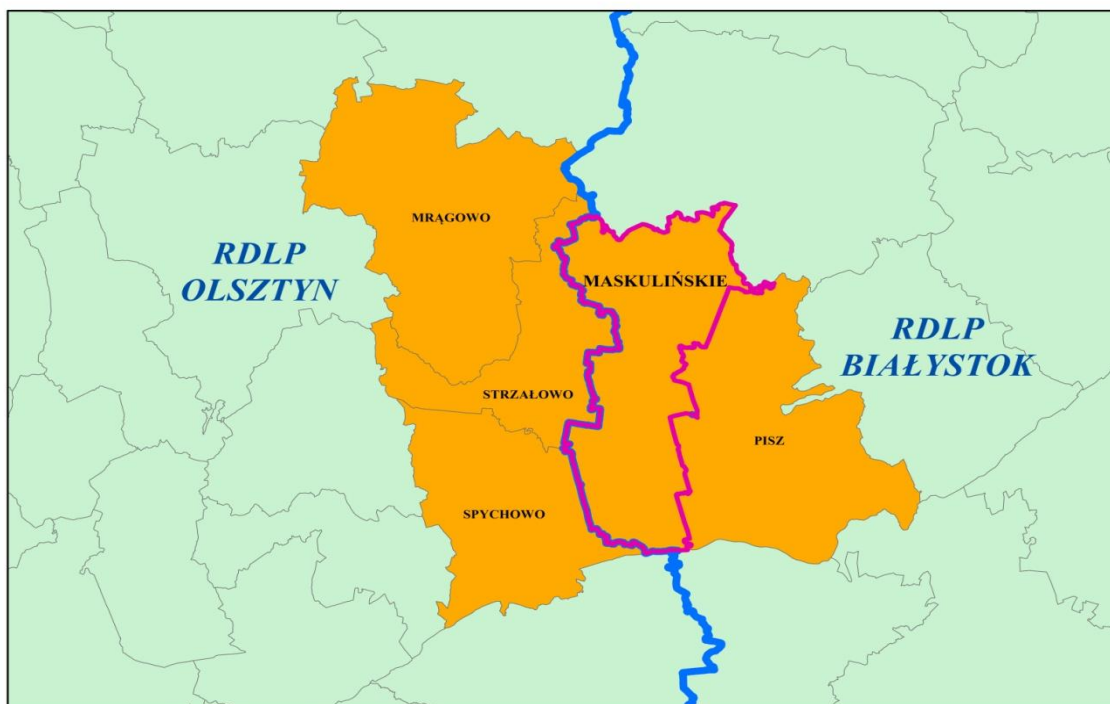 MRĄGOWO
RDLP
OLSZTYN
MASKULIŃSKIE
RDLP
BIAŁYSTOK
STRZAŁOWO
PISZ
SPYCHOWO